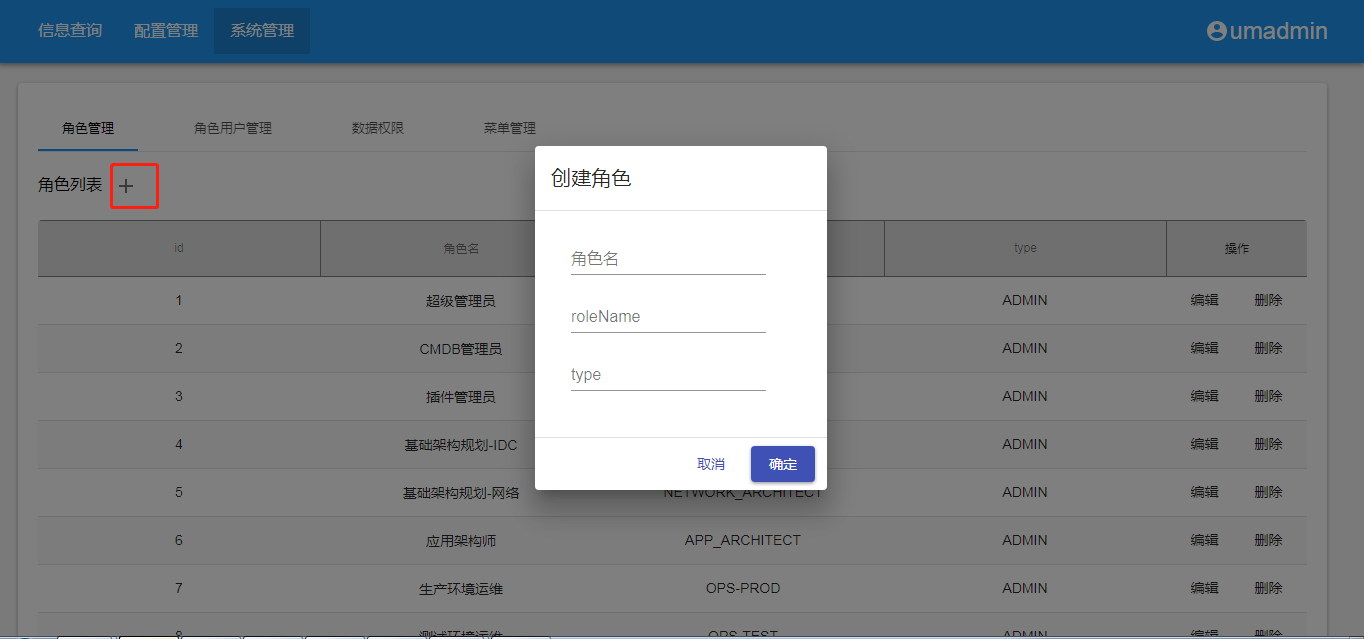 信息查询 配置管理 系统管理 umadmin
角色管理 角色用户管理 数据权限 菜单管理
角色列表 +
创建角色
角色名
roleName
type
取消 确定
id 角色名 type 操作
1 超级管理员 ADMIN 编辑 删除
2 CMDB管理员 ADMIN 编辑 删除
3 插件管理员 ADMIN 编辑 删除
4 基础架构规划-IDC ADMIN 编辑 删除
5 基础架构规划-网络 NETWORK_ARCHITECT ADMIN 编辑 删除
6 应用架构师 APP_ARCHITECT ADMIN 编辑 删除
7 生产环境运维 OPS-PROD ADMIN 编辑 删除
8 测试环境运维 OPS-TEST ADMIN 编辑 删除